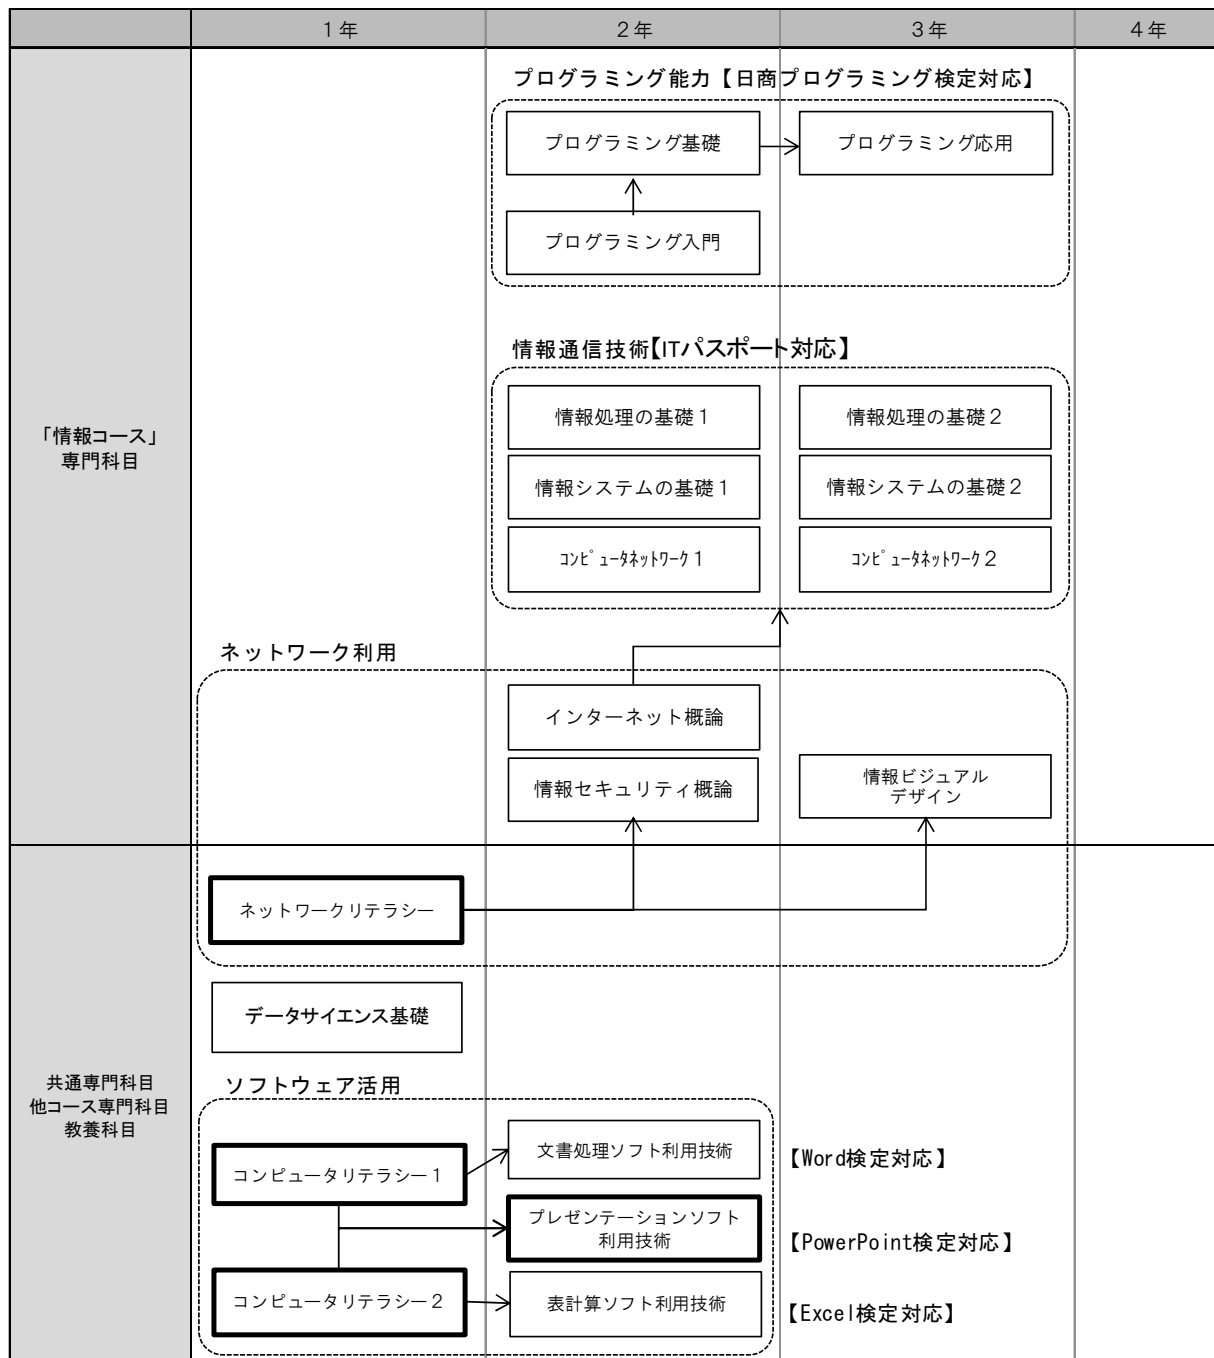 １年
２年
３年
４年
プログラミング能力【日商プログラミング検定対応】
プログラミング基礎
プログラミング応用
プログラミング入門
情報通信技術【ITパスポート対応】
情報処理の基礎１
情報処理の基礎２
「情報コース」
専門科目
情報システムの基礎１
情報システムの基礎２
ｺﾝﾋﾟｭｰﾀﾈｯﾄﾜｰｸ１
ｺﾝﾋﾟｭｰﾀﾈｯﾄﾜｰｸ２
ネットワーク利用
インターネット概論
情報セキュリティ概論
情報ビジュアル
デザイン
ネットワークリテラシー
データサイエンス基礎
共通専門科目
他コース専門科目
教養科目
ソフトウェア活用
コンピュータリテラシー１
文書処理ソフト利用技術
【Word検定対応】
プレゼンテーションソフト
利用技術
【PowerPoint検定対応】
コンピュータリテラシー２
表計算ソフト利用技術
【Excel検定対応】